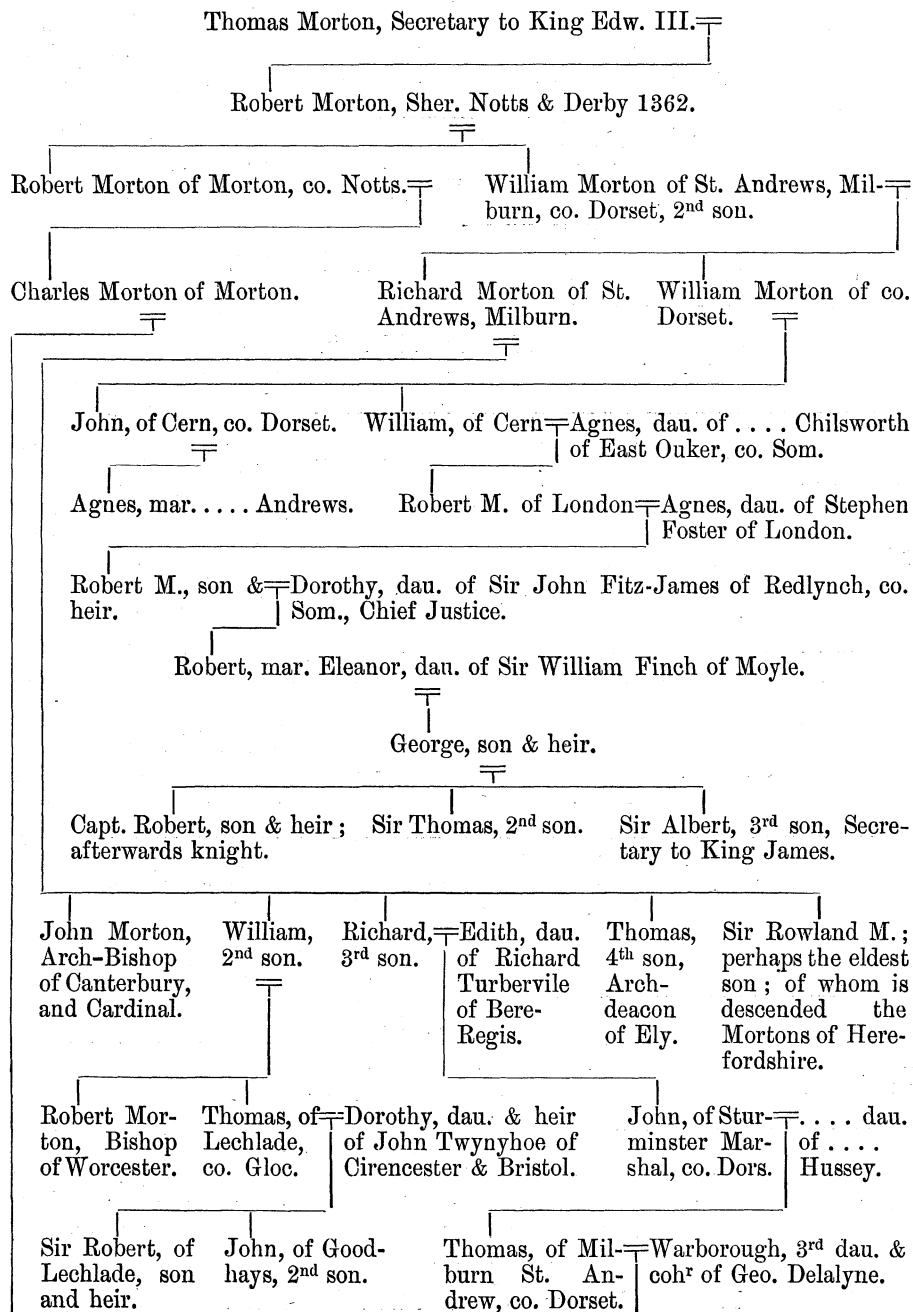 Thomas Morton, Secretary to King Edw. III.
Robert Morton, Sher. Notts & Derby 1362.
Robert Morton of Morton, co. Notts.
William Morton of St. Andrews, Mil-
burn, co. Dorset, 2nd son.
Charles Morton of Morton.
Richard Morton of St.
Andrews, Milburn.
William Morton of co.
Dorset.
John, of Cern, co. Dorset.
William, of Cern
Agnes, dau. of . . . . Chilsworth
of East Ouker, co. Som.
Agnes, mar. . . . . Andrews.
Robert M. of London
Agnes, dau. of Stephen
Foster of London.
Robert M., son &
heir.
Dorothy, dau. of Sir John Fitz-James of Redlynch, co.
Som., Chief Justice.
Robert, mar. Eleanor, dau. of Sir William Finch of Moyle.
George, son & heir.
Capt. Robert, son & heir ;
afterwards knight.
Sir Thomas, 2nd son.
Sir Albert, 3rd son, Secre-
tary to King James.
John Morton,
Arch-Bishop
of Canterbury,
and Cardinal.
William,
2nd son.
Richard,
3rd son.
Edith, dau.
of Richard
Turbervile
of Bere-
Regis.
Thomas,
4th son,
Arch-
deacon
of Ely.
Sir Rowland M. ;
perhaps the eldest
son ; of whom is
descended the
Mortons of Here-
fordshire.
Robert Mor-
ton, Bishop
of Worcester.
Thomas, of
Lechlade,
co. Gloc.
Dorothy, dau. & heir
of John Twynyhoe of
Cirencester & Bristol.
John, of Stur-
minster Mar-
shal, co. Dors.
. . . . dau.
of . . . .
Hussey.
Sir Robert, of
Lechlade, son
and heir.
John, of Good-
hays, 2nd son.
Thomas, of Mil-
burn St. An-
drew, co. Dorset.
Warborough, 3rd dau. &
cohr of Geo. Delalyne.